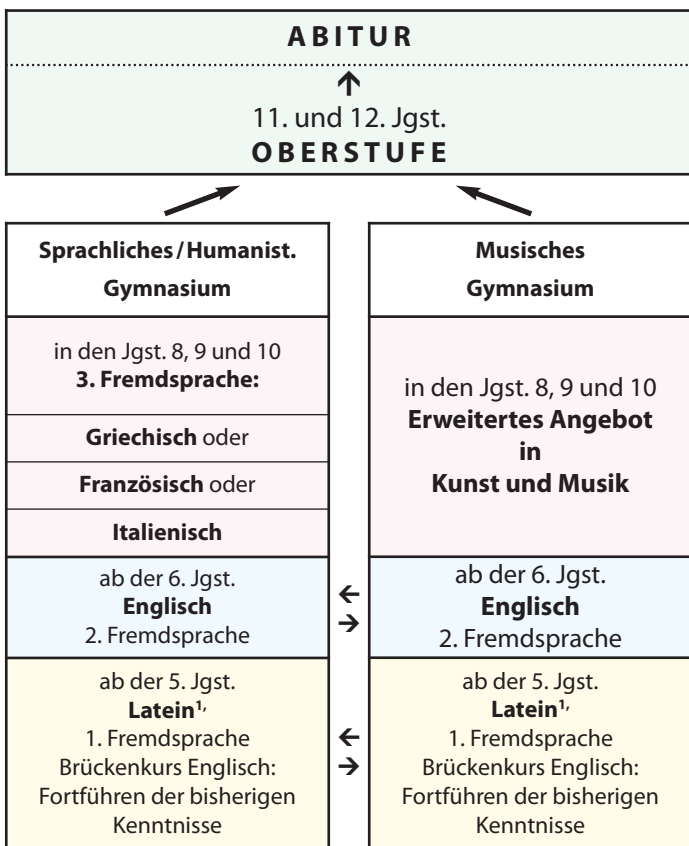 ABITUR
↑
11. und 12. Jgst.
OBERSTUFE
Sprachliches/Humanist.
Gymnasium
in den Jgst. 8, 9 und 10
3. Fremdsprache:
Griechisch oder
Französisch oder
Italienisch
ab der 6. Jgst.
Englisch
2. Fremdsprache
ab der 5. Jgst.
Latein¹,
1. Fremdsprache
Brückenkurs Englisch:
Fortführen der bisherigen
Kenntnisse
←
→
←
→
Musisches
Gymnasium
in den Jgst. 8, 9 und 10
Erweitertes Angebot
in
Kunst und Musik
ab der 6. Jgst.
Englisch
2. Fremdsprache
ab der 5. Jgst.
Latein¹,
1. Fremdsprache
Brückenkurs Englisch:
Fortführen der bisherigen
Kenntnisse